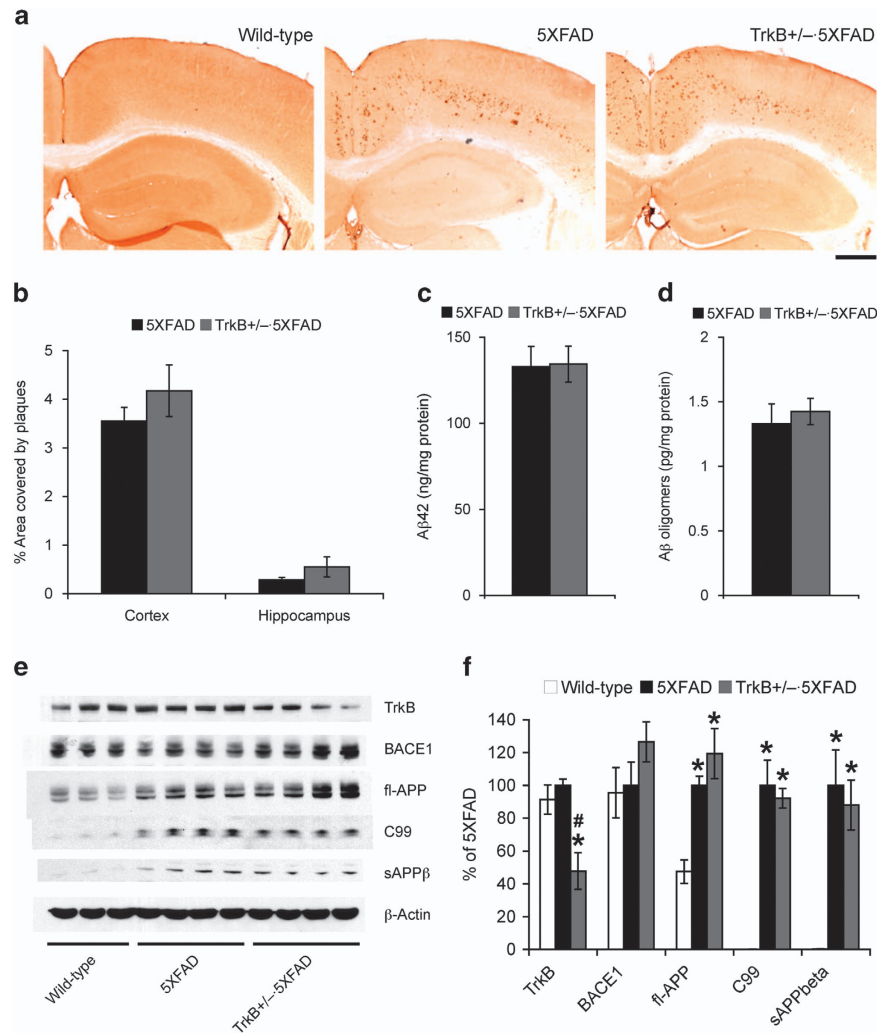 a
Wild-type
5XFAD
TrkB+/–·5XFAD
b
5XFAD TrkB+/–·5XFAD
% Area covered by plaques
5
4
3
2
1
0
Cortex
Hippocampus
c
5XFAD TrkB+/–·5XFAD
Aβ42 (ng/mg protein)
150
100
50
0
d
5XFAD TrkB+/–·5XFAD
Aβ oligomers (pg/mg protein)
2
1.5
1
0.5
0
e
TrkB
BACE1
fl-APP
C99
sAPPβ
β-Actin
Wild-type
5XFAD
TrkB+/–·5XFAD
f
Wild-type 5XFAD TrkB+/–·5XFAD
% of 5XFAD
140
120
100
80
60
40
20
0
#
*
*
*
*
*
*
*
TrkB
BACE1
fl-APP
C99
sAPPbeta